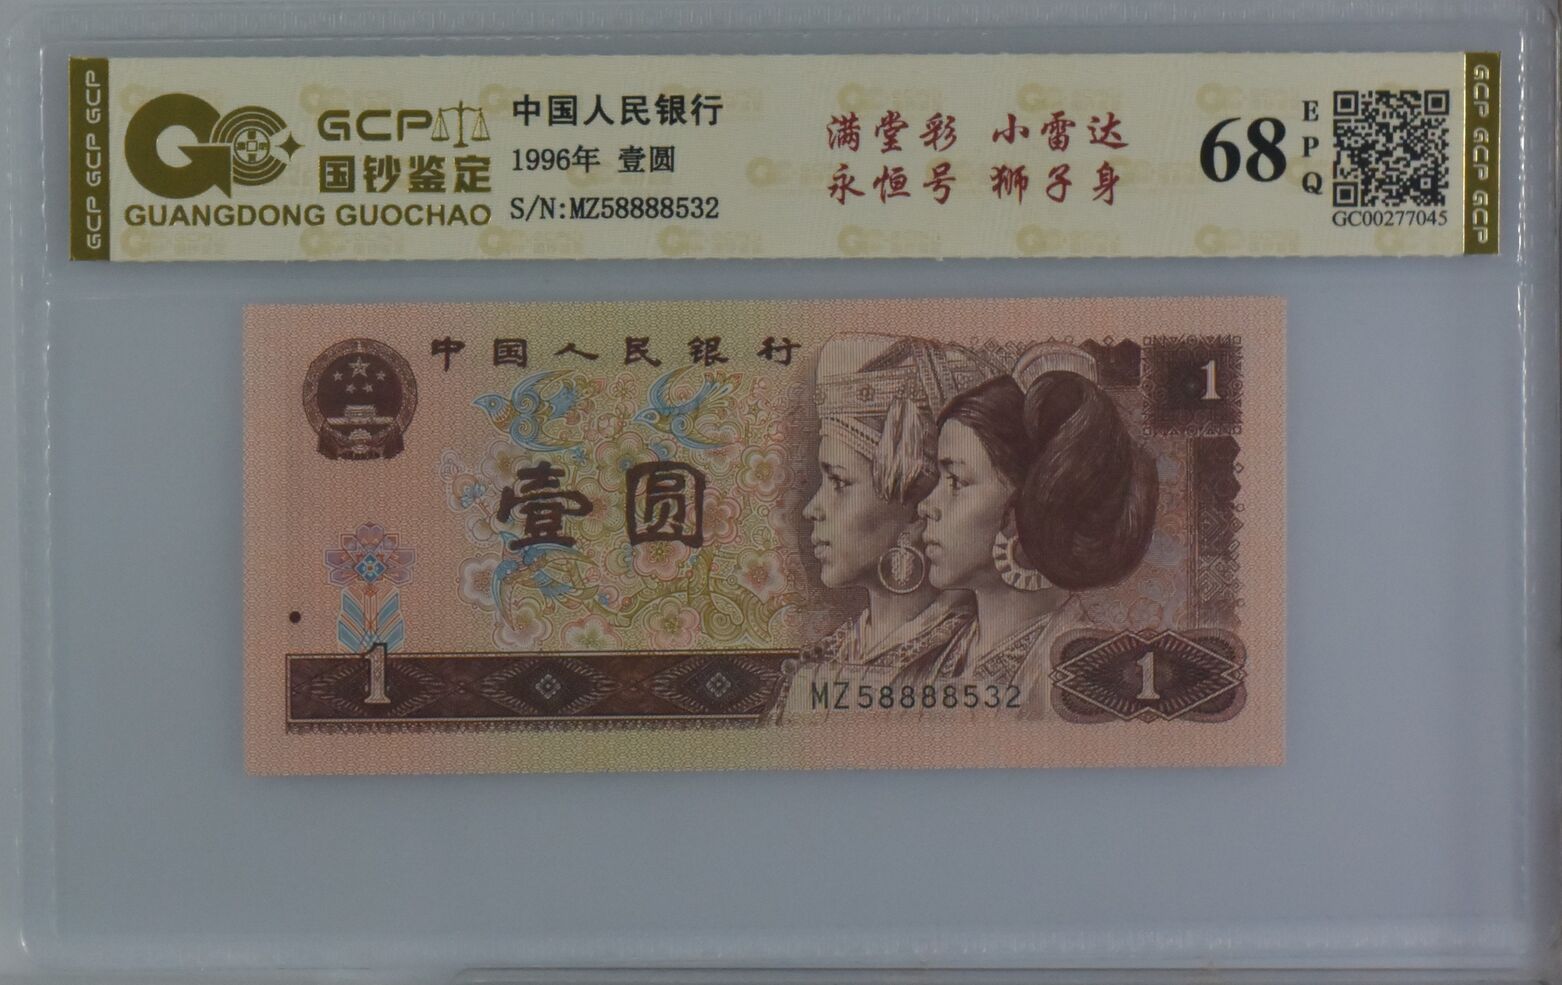 GCP GCP GCP
GCP
国钞鉴定
GUANGDONG GUOCHAO
中国人民银行
1996年 壹圆
S/N:MZ58888532
满堂彩 小雷达
永恒号 狮子身
68
EPQ
GC00277045
GCP GCP GCP
中国人民银行
1
壹圆
1
MZ58888532
1